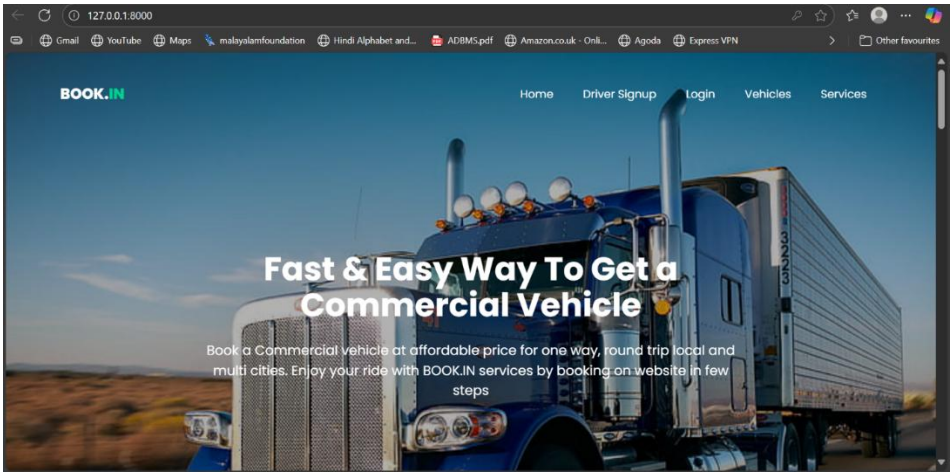 127.0.0.1:8000
Gmail YouTube Maps malayalamfoundation Hindi Alphabet and... ADBMS.pdf Amazon.co.uk - Onli... Agoda Express VPN Other favourites
BOOK.IN Home Driver Signup Login Vehicles Services
Fast & Easy Way To Get a
Commercial Vehicle
Book a Commercial vehicle at affordable price for one way, round trip local and
multi cities. Enjoy your ride with BOOK.IN services by booking on website in few
steps